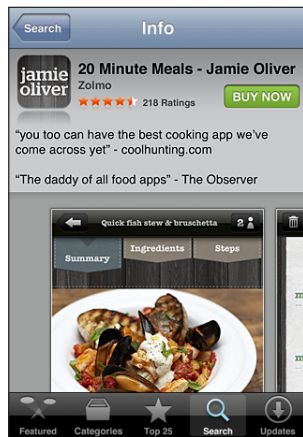 Search
Info
jamie
oliver
20 Minute Meals - Jamie Oliver
Zolmo
218 Ratings
BUY NOW
“you too can have the best cooking app we’ve
come across yet” - coolhunting.com
“The daddy of all food apps” - The Observer
Quick fish stew & bruschetta
2
Summary
Ingredients
Steps
Featured
Categories
Top 25
Search
Updates